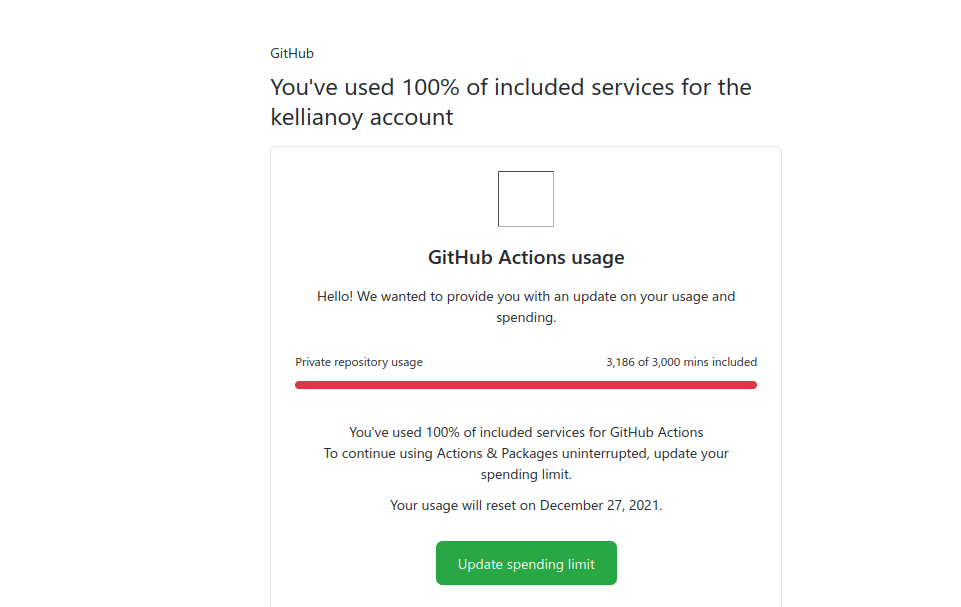 GitHub
You've used 100% of included services for the
kellianoy account
GitHub Actions usage
Hello! We wanted to provide you with an update on your usage and
spending.
Private repository usage
3,186 of 3,000 mins included
You've used 100% of included services for GitHub Actions
To continue using Actions & Packages uninterrupted, update your
spending limit.
Your usage will reset on December 27, 2021.
Update spending limit